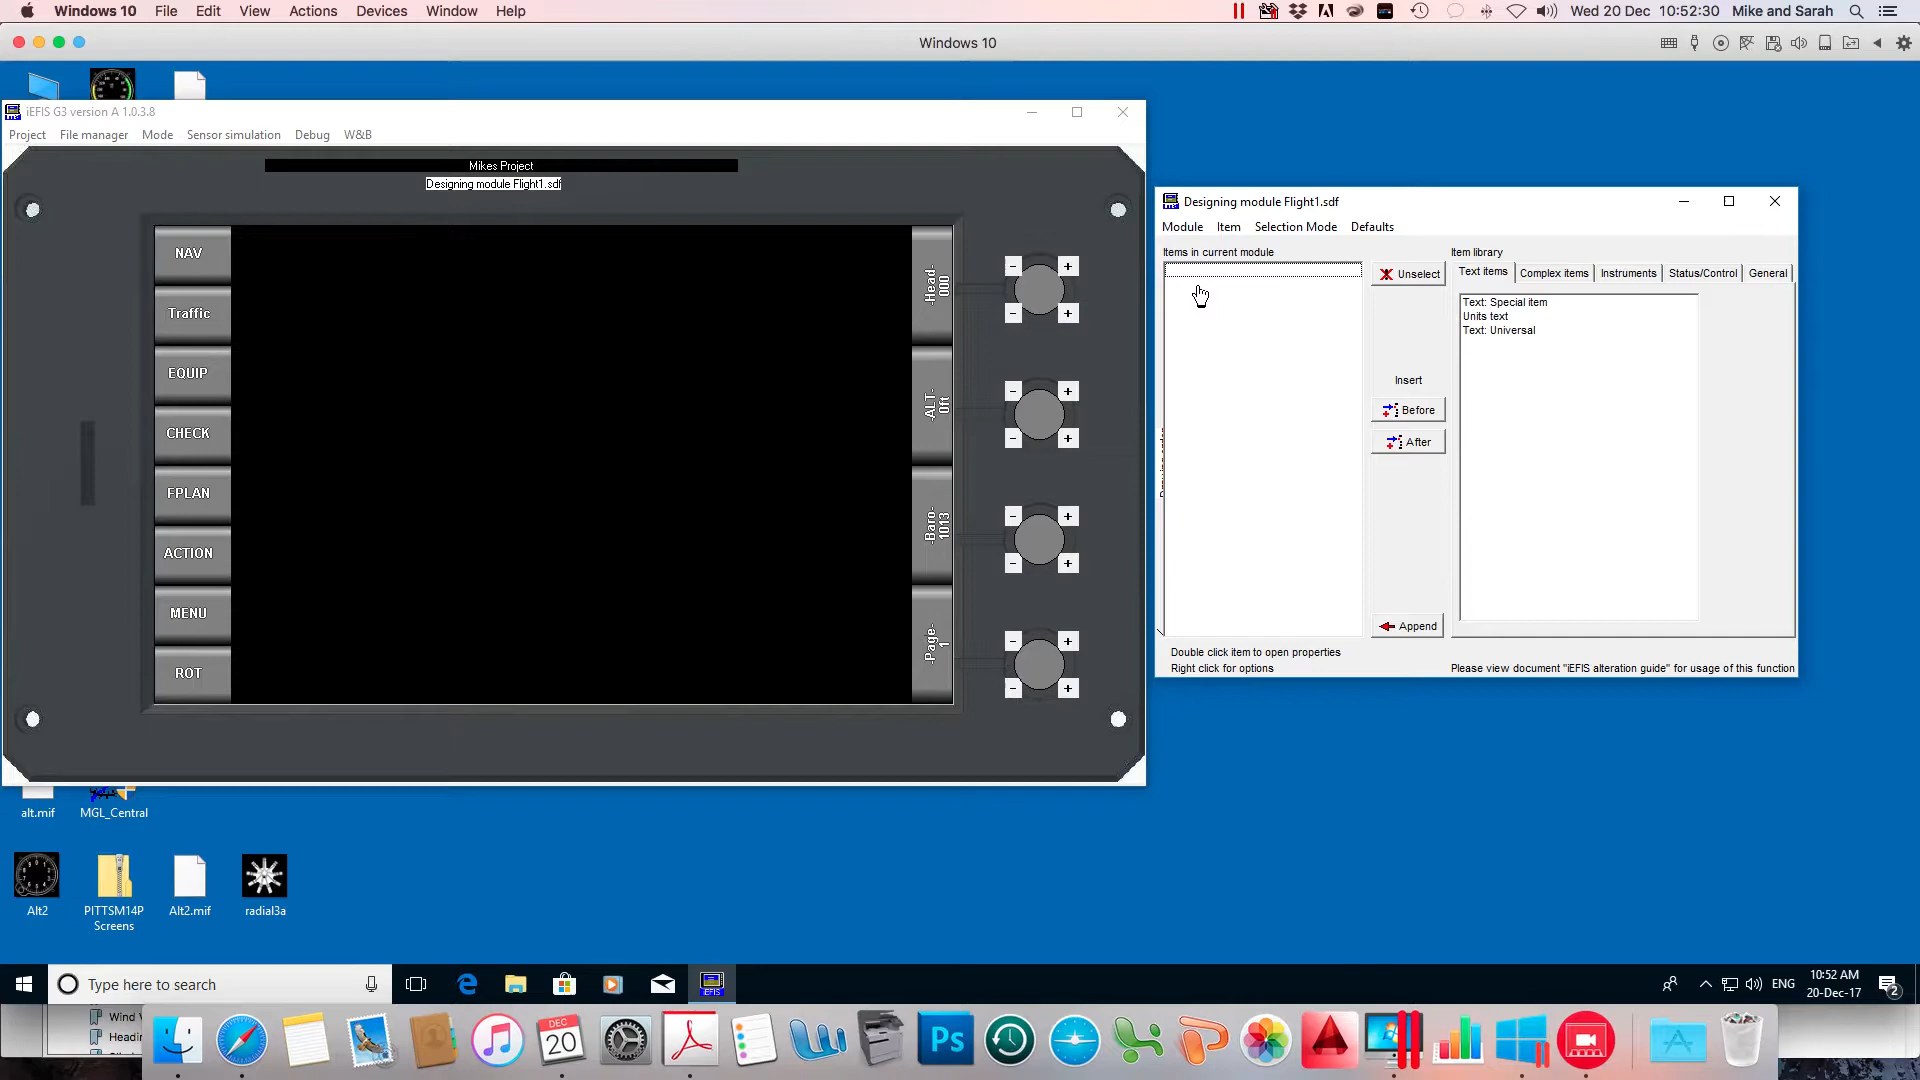 Windows 10 File Edit View Actions Devices Window Help Wed 20 Dec 10:52:30 Mike and Sarah
Windows 10
iEFIS G3 version A 1.0.3.8
Project File manager Mode Sensor simulation Debug W&B
Mikes Project
Designing module Flight1.sdf
NAV
Traffic
EQUIP
CHECK
FPLAN
ACTION
MENU
ROT
-Head-
000
-ALT-
0ft
-Baro-
1013
-Page-
1
- +
- +
- +
- +
- +
- +
- +
- +
Designing module Flight1.sdf
Module Item Selection Mode Defaults
Items in current module
Unselect
Insert
Before
After
Append
Item library
Text items Complex items Instruments Status/Control General
Text: Special item
Units text
Text: Universal
Double click item to open properties
Right click for options
Please view document "iEFIS alteration guide" for usage of this function
alt.mif
MGL_Central
Alt2
PITTSM14P
Screens
Alt2.mif
radial3a
Type here to search
iEFIS
ENG
10:52 AM
20-Dec-17
2
Wind
Headin
DEC
20
Ps